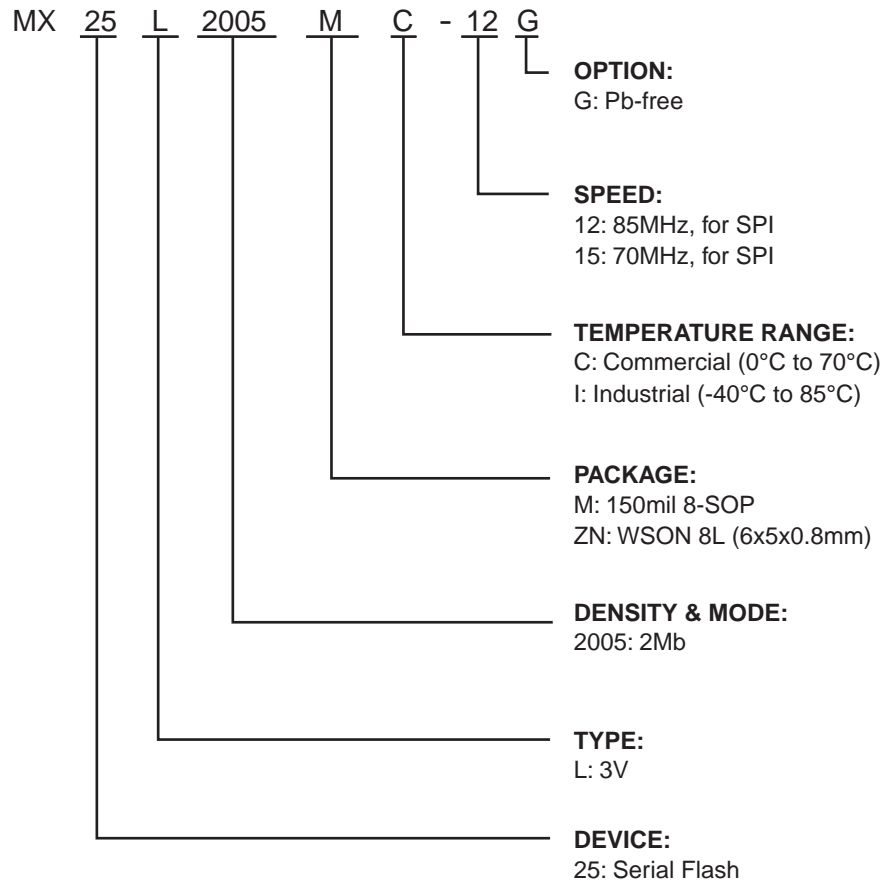 MX 25 L 2005 M C - 12 G
OPTION:
G: Pb-free
SPEED:
12: 85MHz, for SPI
15: 70MHz, for SPI
TEMPERATURE RANGE:
C: Commercial (0°C to 70°C)
I: Industrial (-40°C to 85°C)
PACKAGE:
M: 150mil 8-SOP
ZN: WSON 8L (6x5x0.8mm)
DENSITY & MODE:
2005: 2Mb
TYPE:
L: 3V
DEVICE:
25: Serial Flash